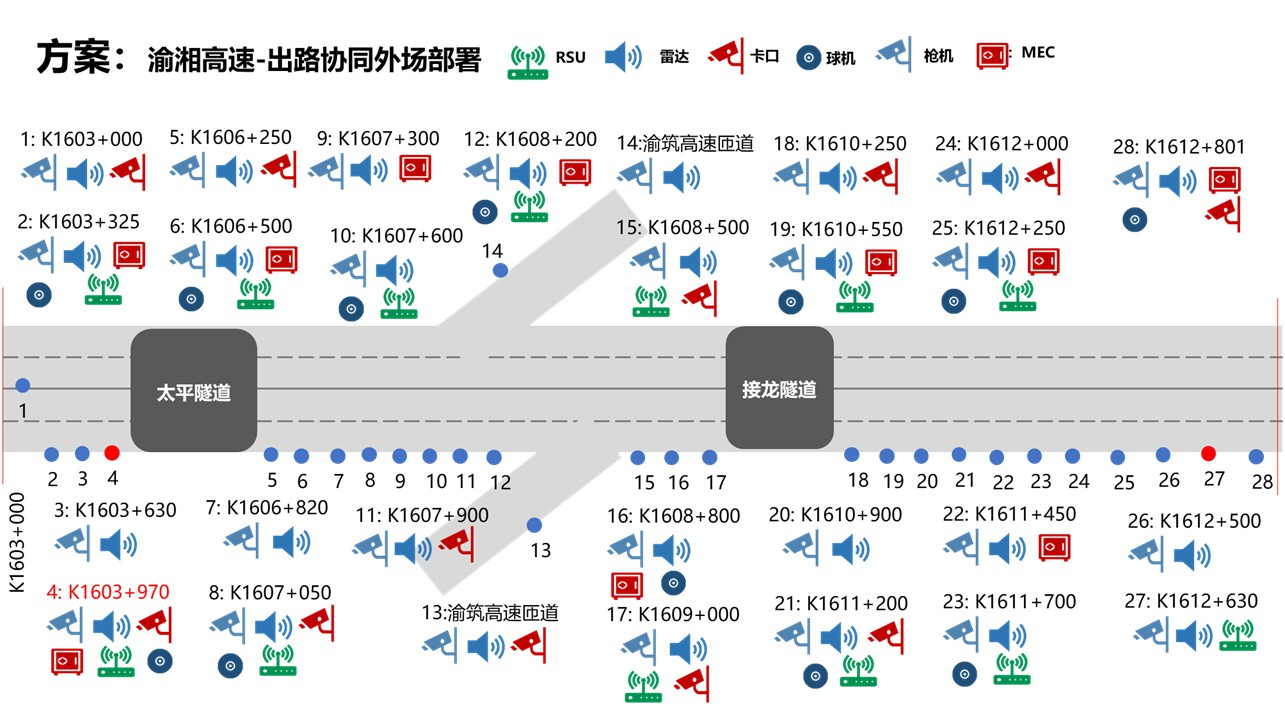 方案：渝湘高速-出路协同外场部署
RSU 雷达 卡口 球机 枪机 : MEC
1: K1603+000
5: K1606+250
9: K1607+300
12: K1608+200
14:渝筑高速匝道
18: K1610+250
24: K1612+000
28: K1612+801
2: K1603+325
6: K1606+500
10: K1607+600
14
15: K1608+500
19: K1610+550
25: K1612+250
太平隧道
接龙隧道
1
2 3 4 5 6 7 8 9 10 11 12 15 16 17 18 19 20 21 22 23 24 25 26 27 28
K1603+000
3: K1603+630
7: K1606+820
11: K1607+900
13
16: K1608+800
20: K1610+900
22: K1611+450
26: K1612+500
4: K1603+970
8: K1607+050
13:渝筑高速匝道
17: K1609+000
21: K1611+200
23: K1611+700
27: K1612+630